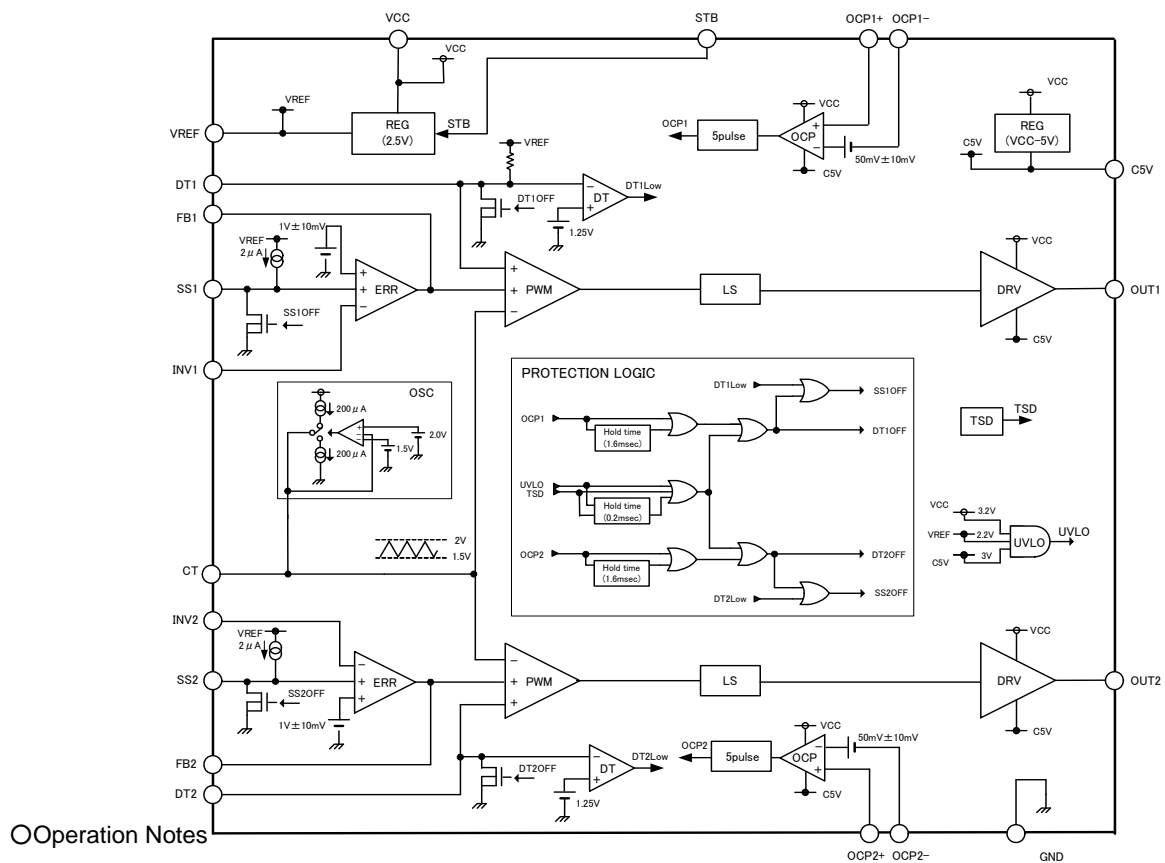 VCC
STB
OCP1+ OCP1-
VCC
VREF
VREF
REG
(2.5V)
STB
VREF
OCP1
5pulse
VCC
OCP
+
−
50mV±10mV
C5V
VCC
REG
(VCC-5V)
C5V
C5V
DT1
DT1OFF
−
+
DT
DT1Low
1.25V
FB1
1V±10mV
VREF
2μA
SS1
SS1OFF
+
+
−
ERR
+
+
−
PWM
LS
VCC
DRV
C5V
OUT1
INV1
OSC
200μA
200μA
+
−
−
2.0V
1.5V
PROTECTION LOGIC
DT1Low
SS1OFF
OCP1
Hold time
(1.6msec)
DT1OFF
UVLO
TSD
Hold time
(0.2msec)
OCP2
Hold time
(1.6msec)
DT2OFF
DT2Low
SS2OFF
TSD
TSD
VCC
3.2V
VREF
2.2V
C5V
3V
UVLO
UVLO
2V
1.5V
CT
INV2
VREF
2μA
SS2
SS2OFF
−
+
+
ERR
1V±10mV
−
+
+
PWM
LS
VCC
DRV
C5V
OUT2
FB2
DT2
DT2OFF
−
+
DT
DT2Low
1.25V
OCP2
5pulse
VCC
OCP
−
+
50mV±10mV
C5V
OCP2+ OCP2-
GND
○Operation Notes